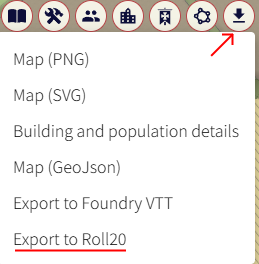 Map (PNG)
Map (SVG)
Building and population details
Map (GeoJson)
Export to Foundry VTT
Export to Roll20